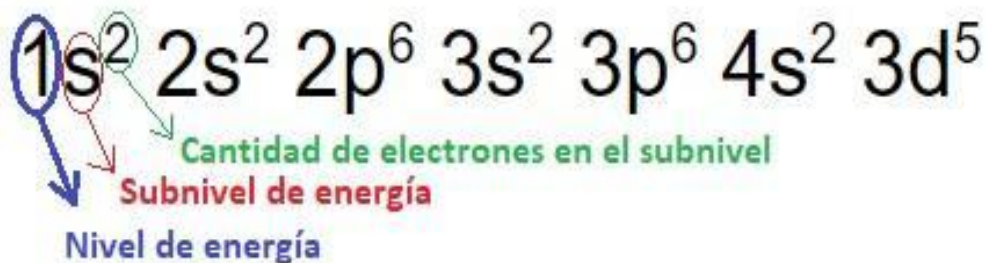 1s² 2s² 2p⁶ 3s² 3p⁶ 4s² 3d⁵
Cantidad de electrones en el subnivel
Subnivel de energía
Nivel de energía